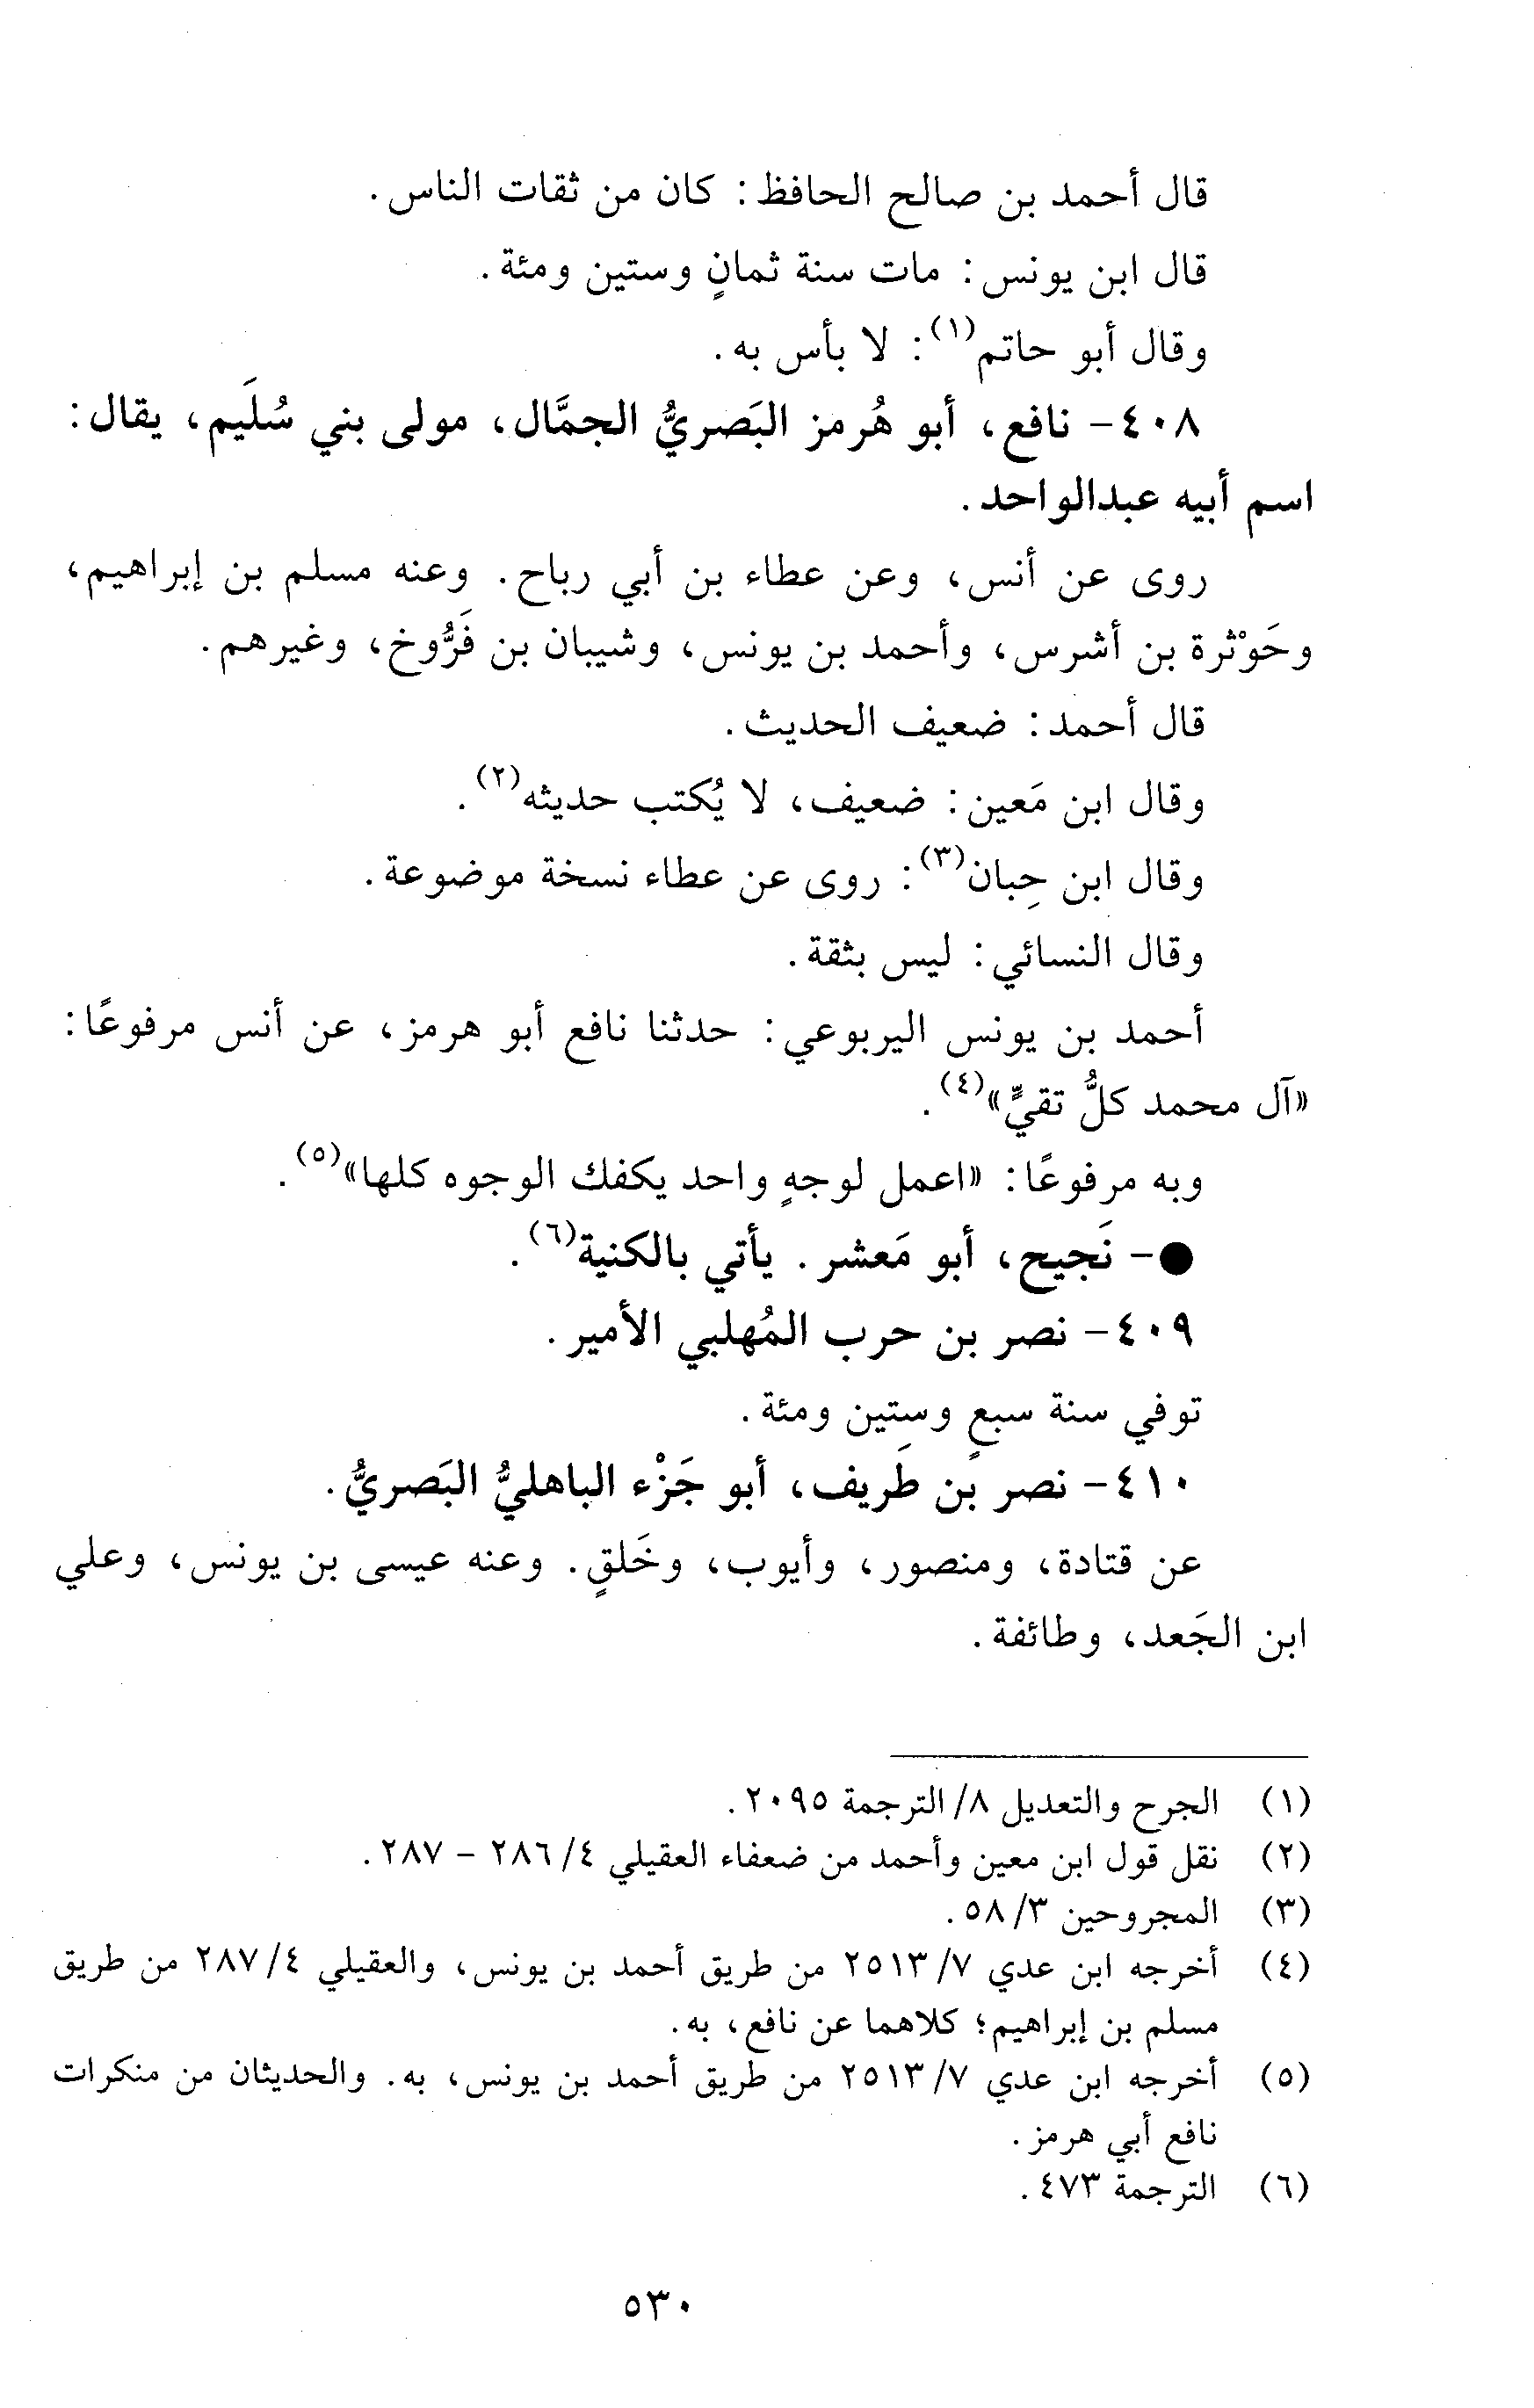 قال أحمد بن صالح الحافظ: كان من ثقات الناس.
قال ابن يونس: مات سنة ثمانٍ وستين ومئة.
وقال أبو حاتم(١): لا بأس به.
٤٠٨- نافع، أبو هُرمز البَصريُّ الجمَّال، مولى بني سُلَيم، يقال:
اسم أبيه عبدالواحد.
روى عن أنس، وعن عطاء بن أبي رباح. وعنه مسلم بن إبراهيم،
وحَوْثرة بن أشرس، وأحمد بن يونس، وشيبان بن فَرُّوخ، وغيرهم.
قال أحمد: ضعيف الحديث.
وقال ابن مَعين: ضعيف، لا يُكتب حديثه(٢).
وقال ابن حِبان(٣): روى عن عطاء نسخة موضوعة.
وقال النسائي: ليس بثقة.
أحمد بن يونس اليربوعي: حدثنا نافع أبو هرمز، عن أنس مرفوعًا:
«آل محمد كلُّ تقيٍّ»(٤).
وبه مرفوعًا: «اعمل لوجهٍ واحد يكفك الوجوه كلها»(٥).
●- نَجيح، أبو مَعشر. يأتي بالكنية(٦).
٤٠٩- نصر بن حرب المُهلبي الأمير.
توفي سنة سبعٍ وستين ومئة.
٤١٠- نصر بن طَريف، أبو جَزْء الباهليُّ البَصريُّ.
عن قتادة، ومنصور، وأيوب، وخَلقٍ. وعنه عيسى بن يونس، وعلي
ابن الجَعد، وطائفة.
(١) الجرح والتعديل ٨/ الترجمة ٢٠٩٥.
(٢) نقل قول ابن معين وأحمد من ضعفاء العقيلي ٤/ ٢٨٦ - ٢٨٧.
(٣) المجروحين ٣/ ٥٨.
(٤) أخرجه ابن عدي ٧/ ٢٥١٣ من طريق أحمد بن يونس، والعقيلي ٤/ ٢٨٧ من طريق
مسلم بن إبراهيم؛ كلاهما عن نافع، به.
(٥) أخرجه ابن عدي ٧/ ٢٥١٣ من طريق أحمد بن يونس، به. والحديثان من منكرات
نافع أبي هرمز.
(٦) الترجمة ٤٧٣.
٥٣٠